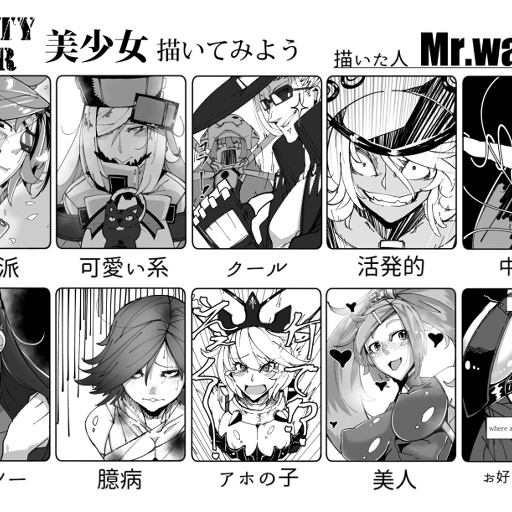 TY 美少女 描いてみよう 描いた人 Mr.wa
R
派 可愛い系 クール 活発的 中
ー 臆病 アホの子 美人 お好
where a